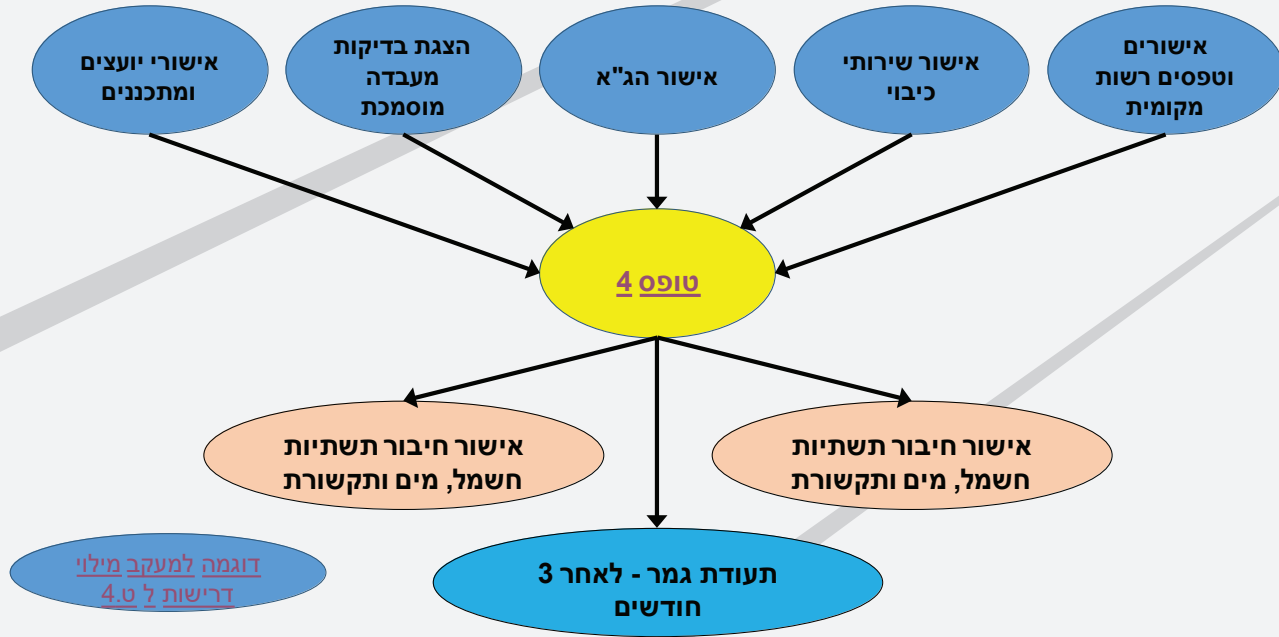 אישורים
וטפסים רשות
מקומית
אישור שירותי
כיבוי
אישור הג"א
הצגת בדיקות
מעבדה
מוסמכת
אישורי יועצים
ומתכננים
טופס 4
אישור חיבור תשתיות
חשמל, מים ותקשורת
אישור חיבור תשתיות
חשמל, מים ותקשורת
תעודת גמר - לאחר 3
חודשים
דוגמה למעקב מילוי
דרישות ל ט.4